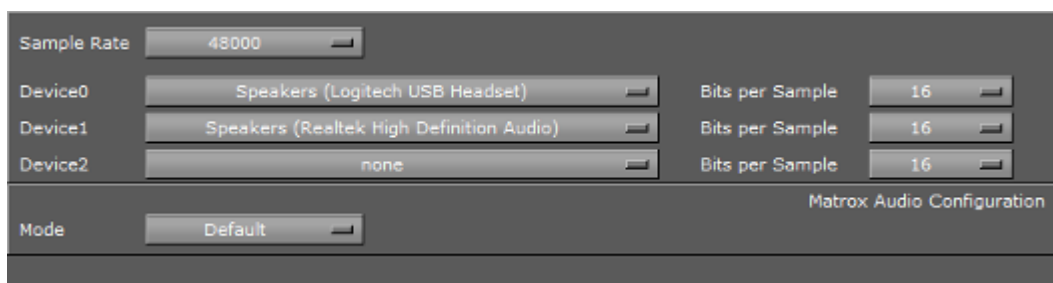 Sample Rate 48000
Device0 Speakers (Logitech USB Headset) Bits per Sample 16
Device1 Speakers (Realtek High Definition Audio) Bits per Sample 16
Device2 none Bits per Sample 16
Matrox Audio Configuration
Mode Default